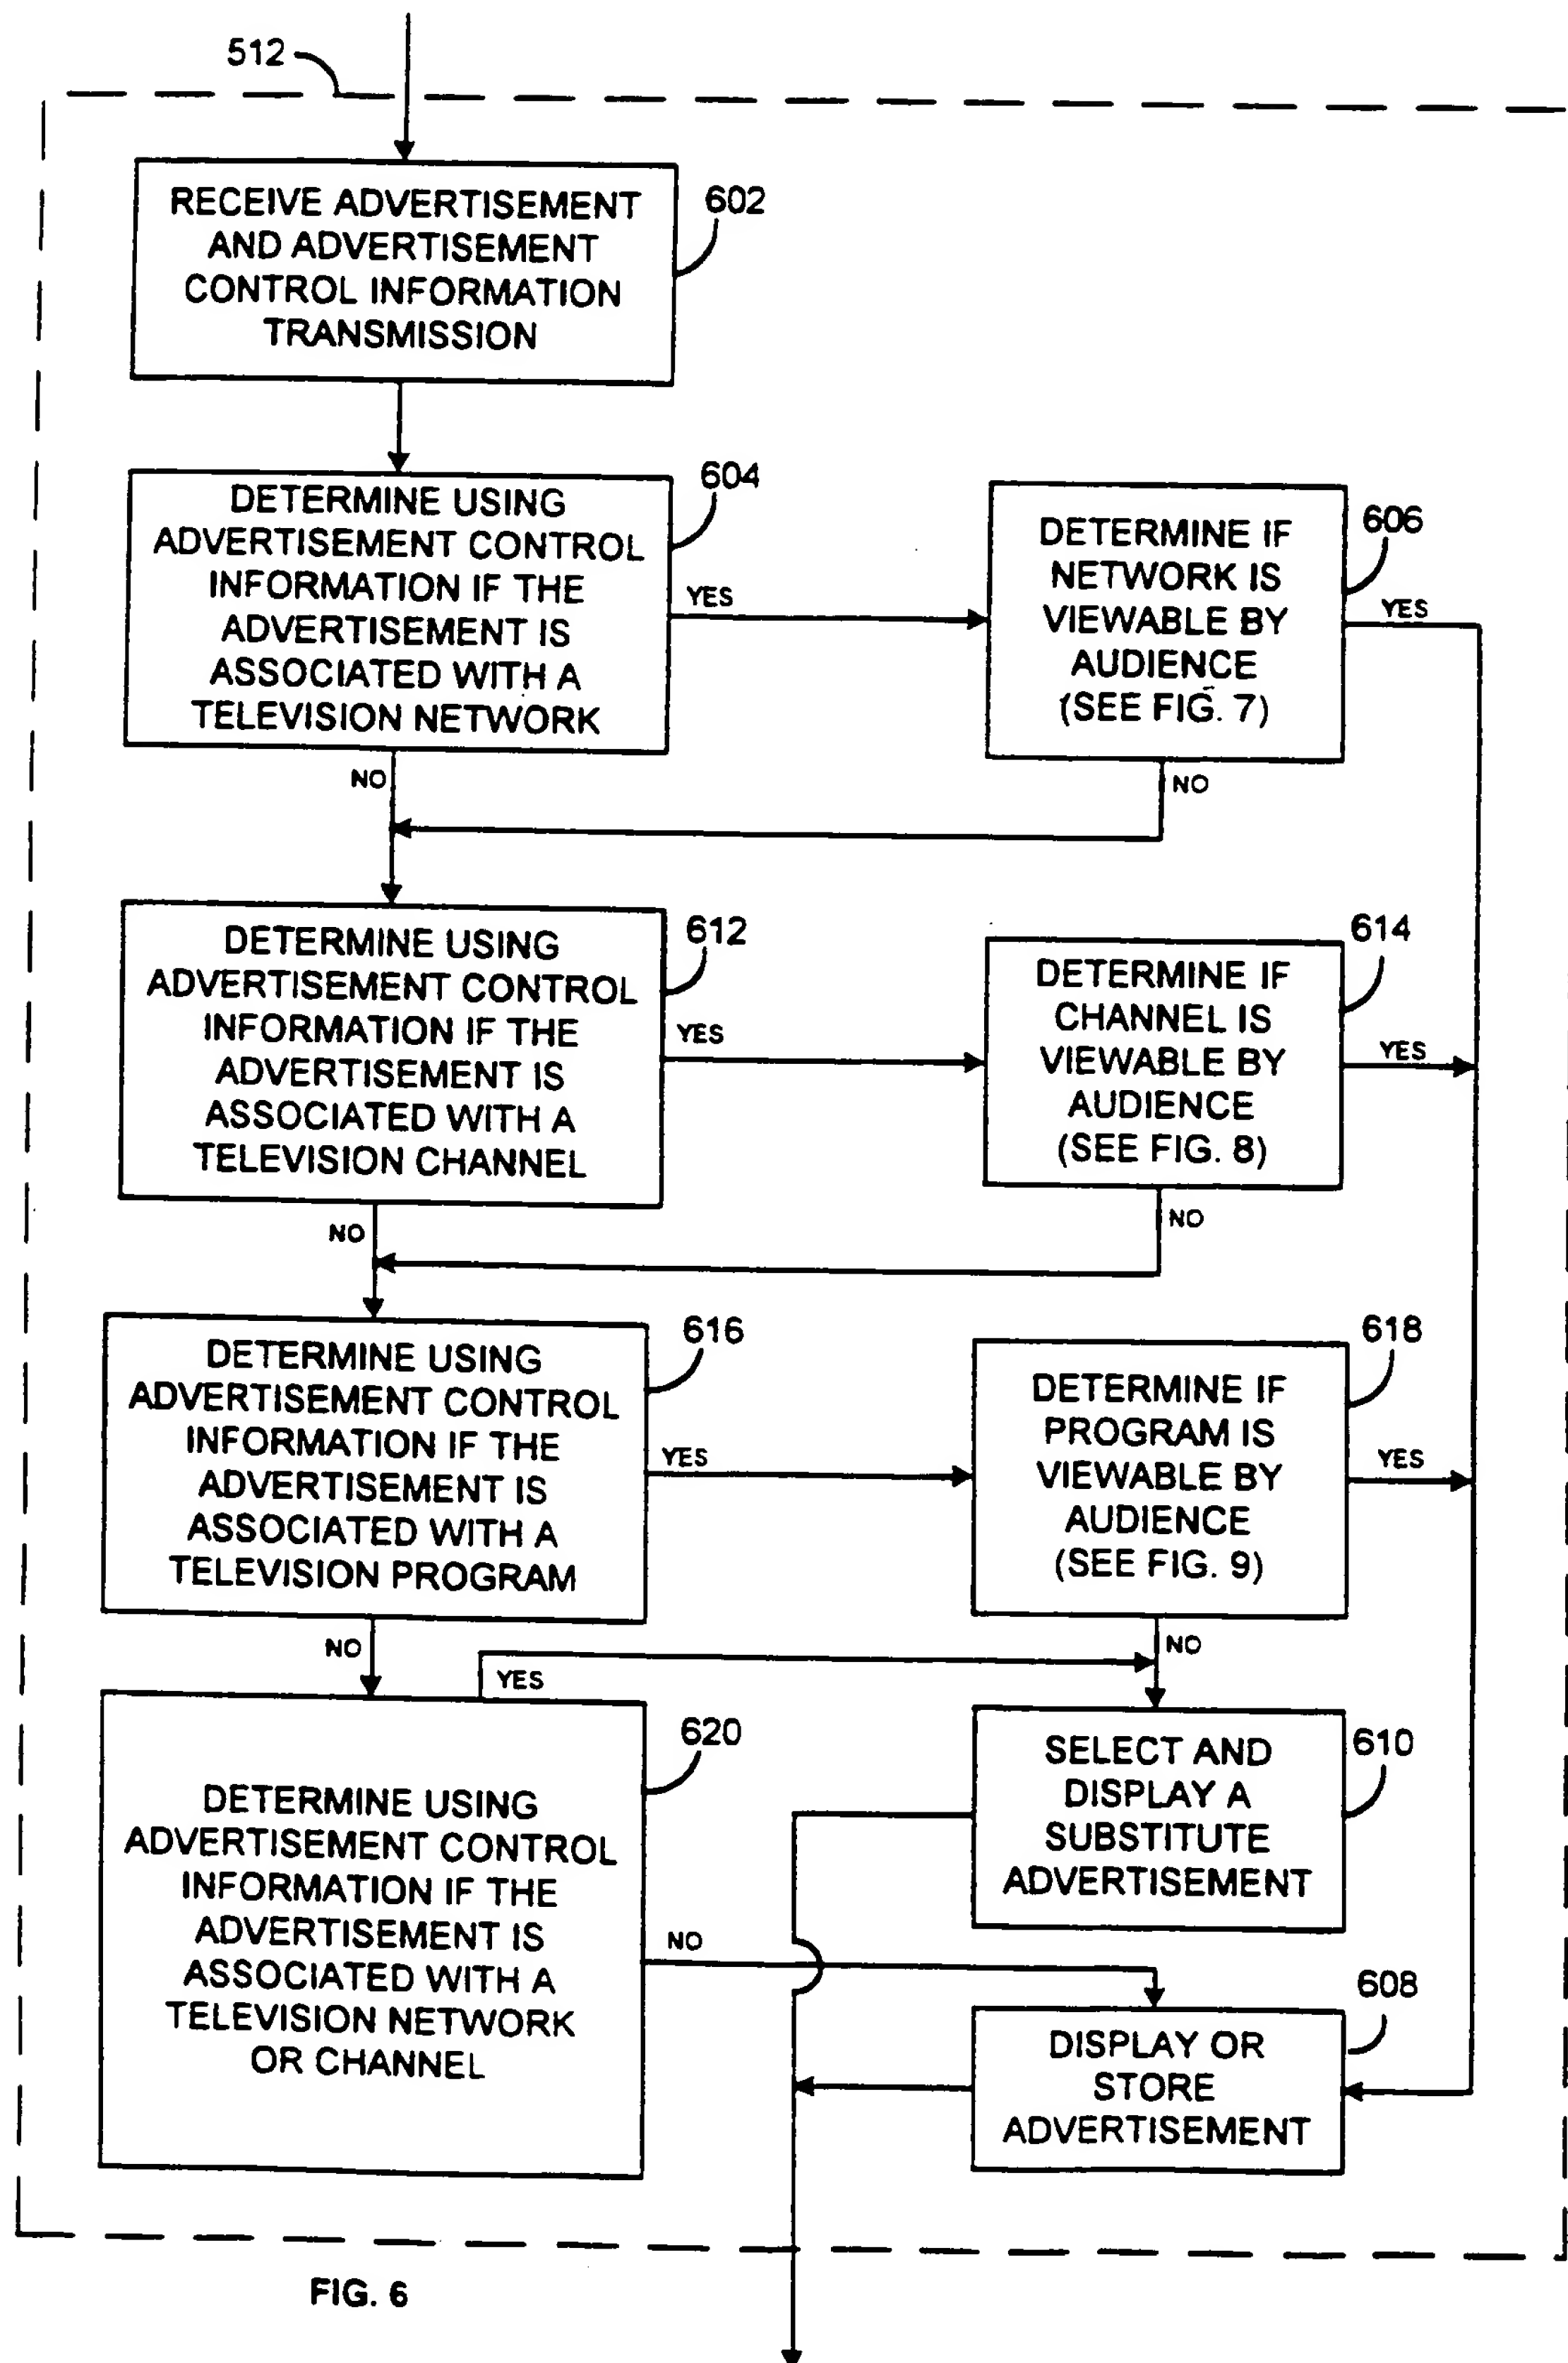 512
RECEIVE ADVERTISEMENT
AND ADVERTISEMENT
CONTROL INFORMATION
TRANSMISSION
602
DETERMINE USING
ADVERTISEMENT CONTROL
INFORMATION IF THE
ADVERTISEMENT IS
ASSOCIATED WITH A
TELEVISION NETWORK
604
YES
NO
DETERMINE IF
NETWORK IS
VIEWABLE BY
AUDIENCE
(SEE FIG. 7)
606
YES
NO
DETERMINE USING
ADVERTISEMENT CONTROL
INFORMATION IF THE
ADVERTISEMENT IS
ASSOCIATED WITH A
TELEVISION CHANNEL
612
YES
NO
DETERMINE IF
CHANNEL IS
VIEWABLE BY
AUDIENCE
(SEE FIG. 8)
614
YES
NO
DETERMINE USING
ADVERTISEMENT CONTROL
INFORMATION IF THE
ADVERTISEMENT IS
ASSOCIATED WITH A
TELEVISION PROGRAM
616
YES
NO
DETERMINE IF
PROGRAM IS
VIEWABLE BY
AUDIENCE
(SEE FIG. 9)
618
YES
NO
YES
DETERMINE USING
ADVERTISEMENT CONTROL
INFORMATION IF THE
ADVERTISEMENT IS
ASSOCIATED WITH A
TELEVISION NETWORK
OR CHANNEL
620
NO
SELECT AND
DISPLAY A
SUBSTITUTE
ADVERTISEMENT
610
DISPLAY OR
STORE
ADVERTISEMENT
608
FIG. 6